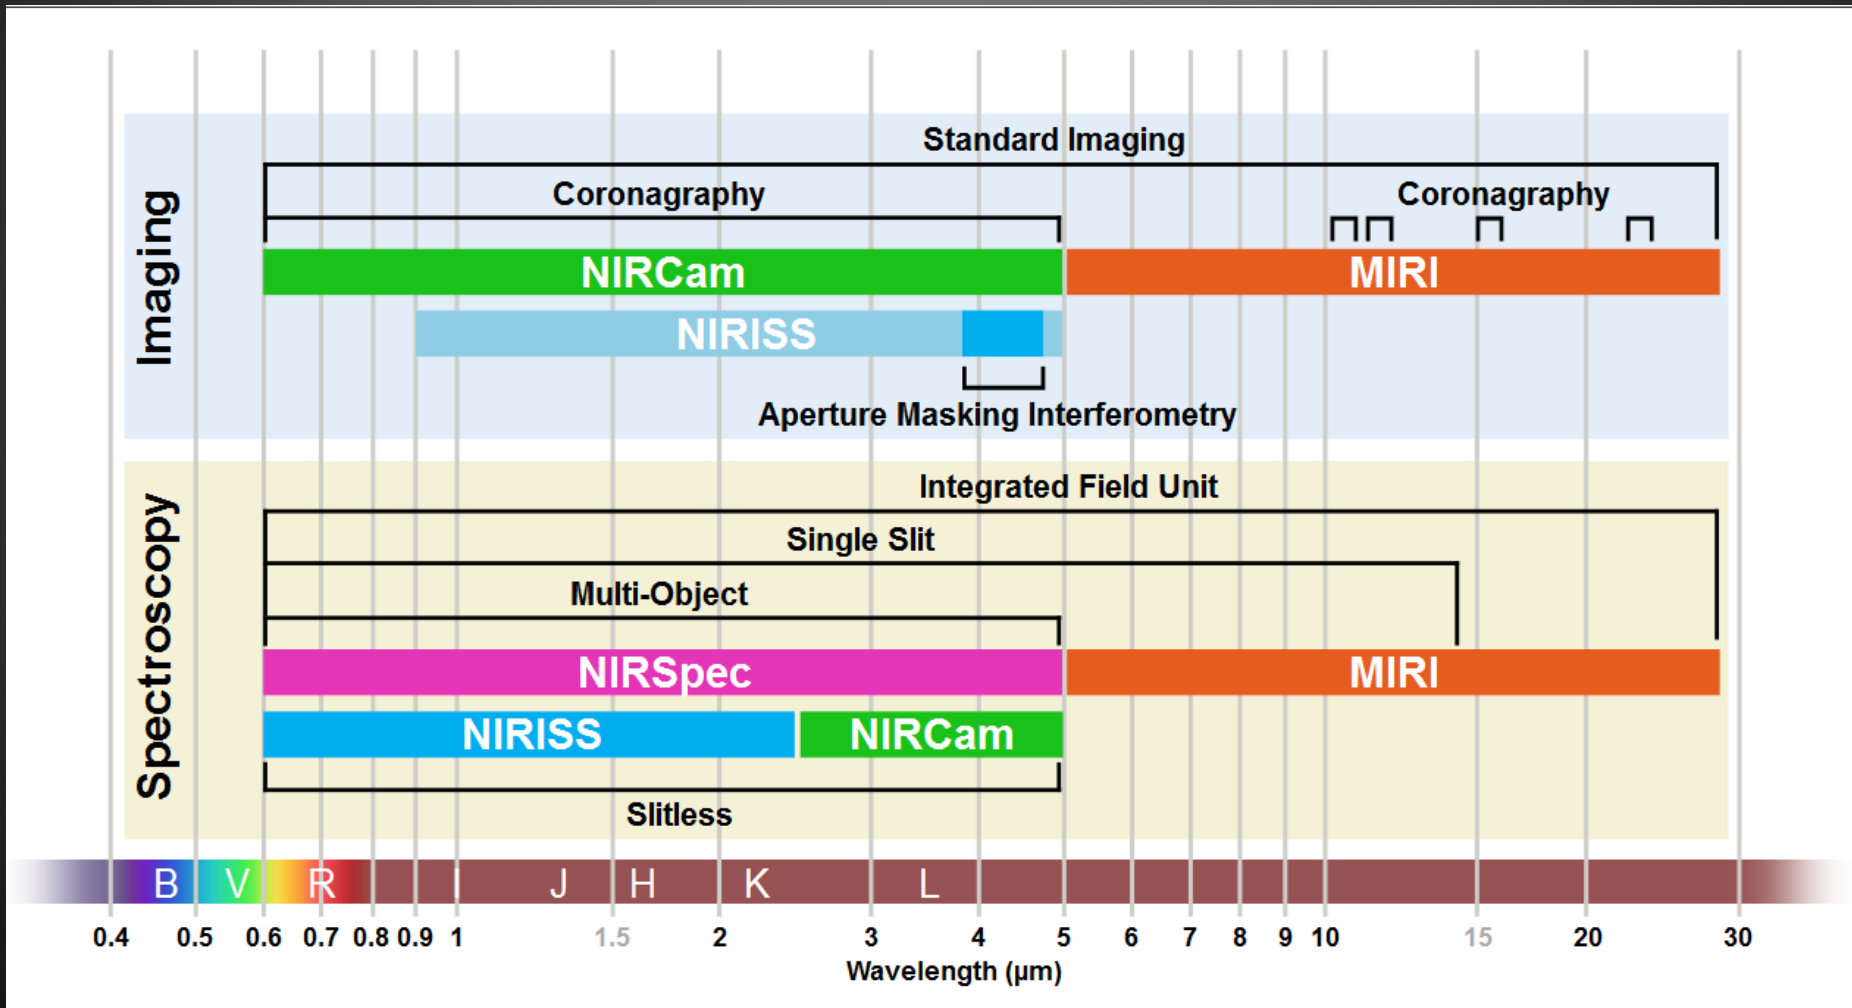 Imaging
Standard Imaging
Coronagraphy
Coronagraphy
NIRCam
MIRI
NIRISS
Aperture Masking Interferometry
Spectroscopy
Integrated Field Unit
Single Slit
Multi-Object
NIRSpec
MIRI
NIRISS
NIRCam
Slitless
B V R I J H K L
0.4 0.5 0.6 0.7 0.8 0.9 1 1.5 2 3 4 5 6 7 8 9 10 15 20 30
Wavelength (µm)